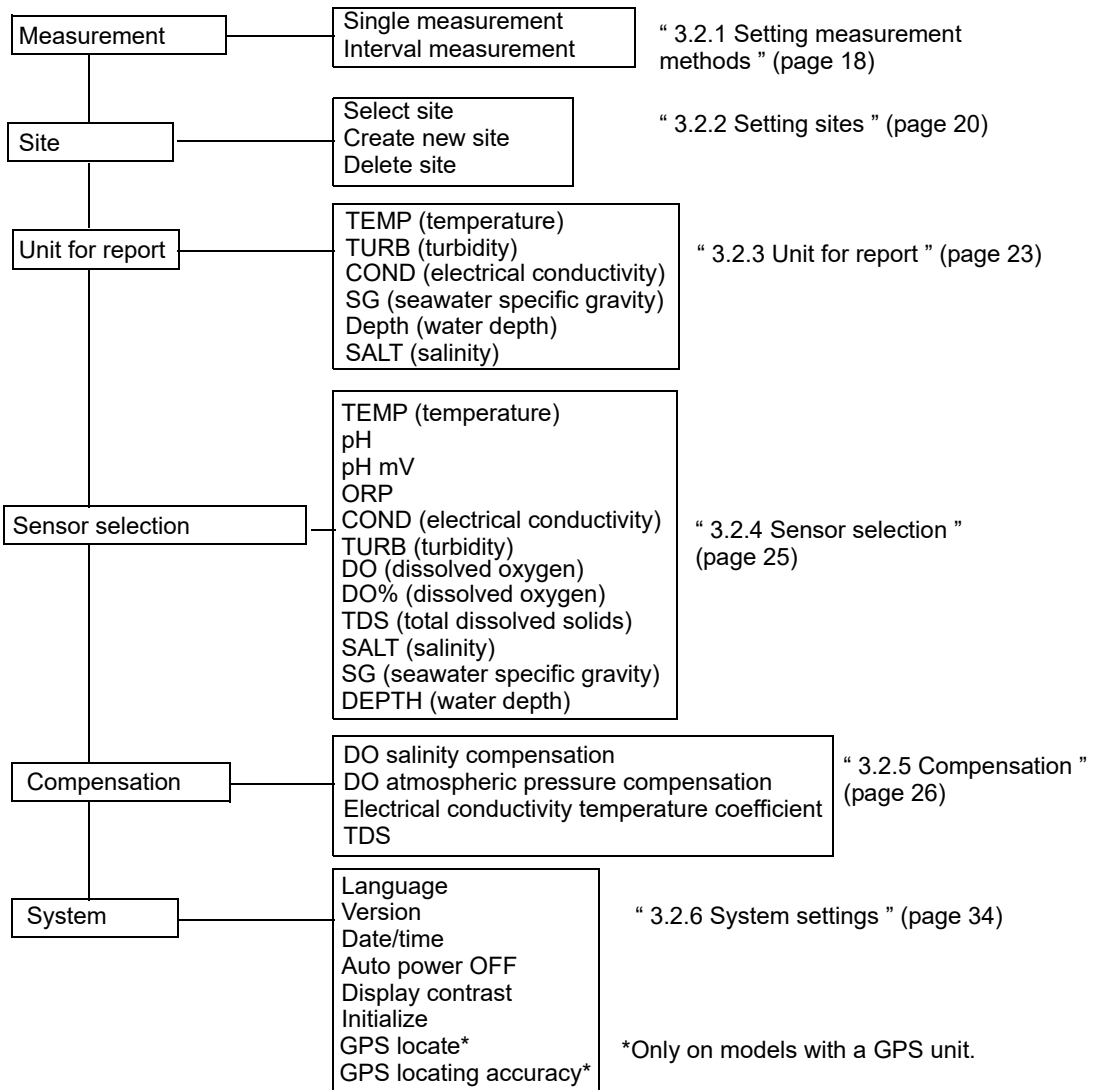 Measurement
Single measurement
Interval measurement
“ 3.2.1 Setting measurement
methods ” (page 18)
Site
Select site
Create new site
Delete site
“ 3.2.2 Setting sites ” (page 20)
Unit for report
TEMP (temperature)
TURB (turbidity)
COND (electrical conductivity)
SG (seawater specific gravity)
Depth (water depth)
SALT (salinity)
“ 3.2.3 Unit for report ” (page 23)
Sensor selection
TEMP (temperature)
pH
pH mV
ORP
COND (electrical conductivity)
TURB (turbidity)
DO (dissolved oxygen)
DO% (dissolved oxygen)
TDS (total dissolved solids)
SALT (salinity)
SG (seawater specific gravity)
DEPTH (water depth)
“ 3.2.4 Sensor selection ”
(page 25)
Compensation
DO salinity compensation
DO atmospheric pressure compensation
Electrical conductivity temperature coefficient
TDS
“ 3.2.5 Compensation ”
(page 26)
System
Language
Version
Date/time
Auto power OFF
Display contrast
Initialize
GPS locate*
GPS locating accuracy*
“ 3.2.6 System settings ” (page 34)
*Only on models with a GPS unit.